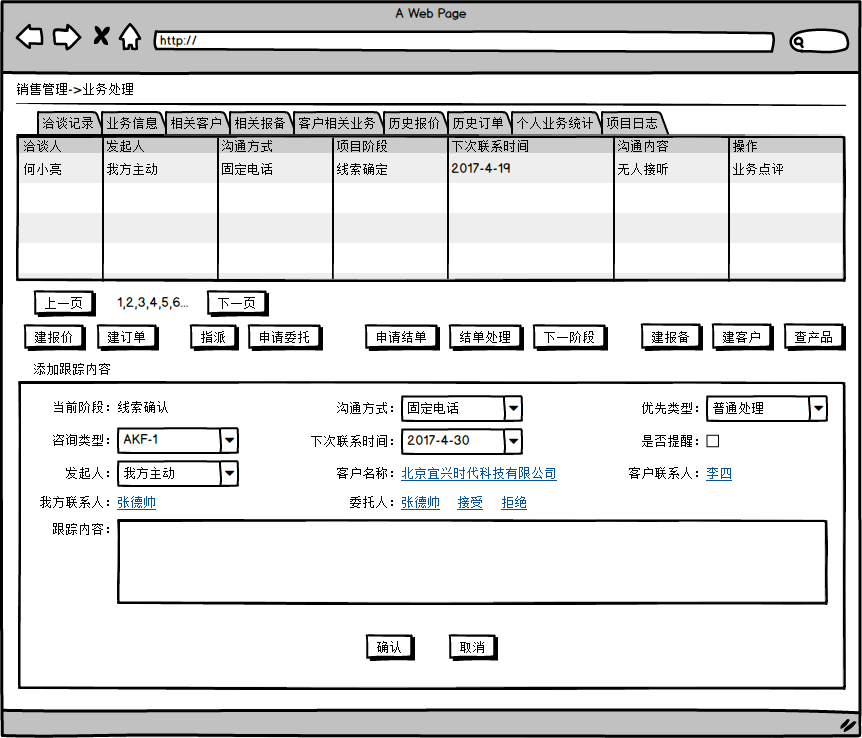 A Web Page
http://
销售管理->业务处理
洽谈记录 业务信息 相关客户 相关报备 客户相关业务 历史报价 历史订单 个人业务统计 项目日志
洽谈人 发起人 沟通方式 项目阶段 下次联系时间 沟通内容 操作
何小亮 我方主动 固定电话 线索确定 2017-4-19 无人接听 业务点评
上一页 1,2,3,4,5,6... 下一页
建报价 建订单 指派 申请委托 申请结单 结单处理 下一阶段 建报备 建客户 查产品
添加跟踪内容
当前阶段：线索确认 沟通方式：固定电话 优先类型：普通处理
咨询类型：AKF-1 下次联系时间：2017-4-30 是否提醒：
发起人：我方主动 客户名称：北京宜兴时代科技有限公司 客户联系人：李四
我方联系人：张德帅 委托人：张德帅 接受 拒绝
跟踪内容：
确认 取消